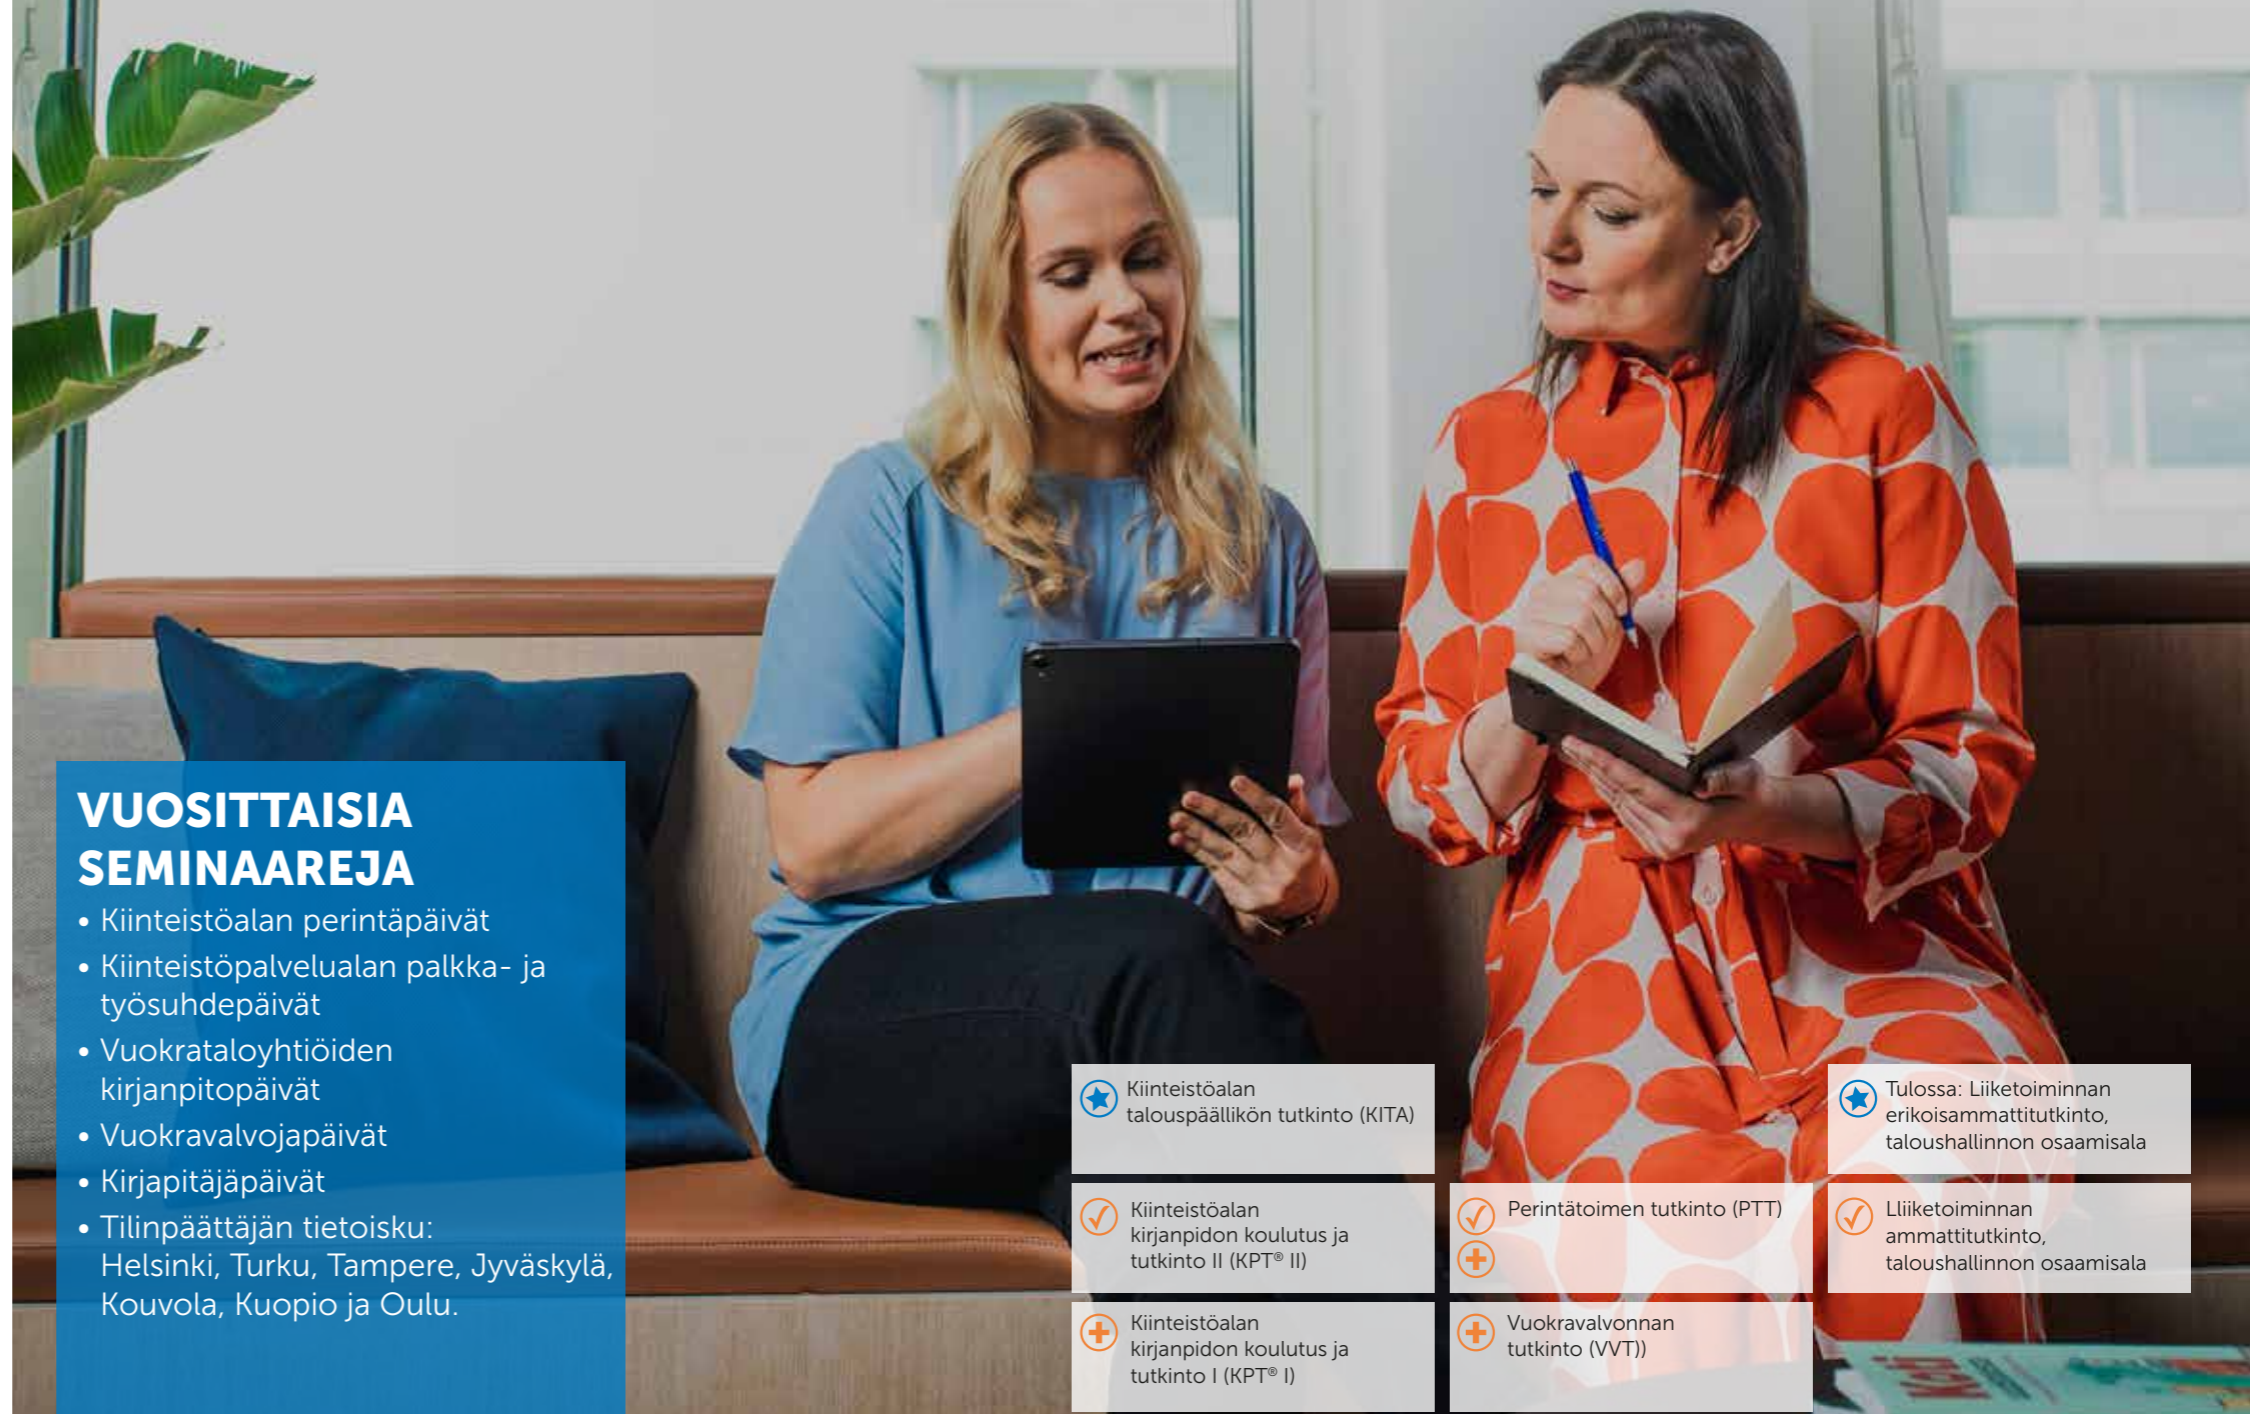 VUOSITTAISIA
SEMINAAREJA
• Kiinteistöalan perintäpäivät
• Kiinteistöpalvelualan palkka- ja
työsuhdepäivät
• Vuokrataloyhtiöiden
kirjanpitopäivät
• Vuokravalvojapäivät
• Kirjapitäjäpäivät
• Tilinpäättäjän tietoisku:
Helsinki, Turku, Tampere, Jyväskylä,
Kouvola, Kuopio ja Oulu.
Kiinteistöalan
talouspäällikön tutkinto (KITA)
Tulossa: Liiketoiminnan
erikoisammattitutkinto,
taloushallinnon osaamisala
Kiinteistöalan
kirjanpidon koulutus ja
tutkinto II (KPT® II)
Perintätoimen tutkinto (PTT)
Lliiketoiminnan
ammattitutkinto,
taloushallinnon osaamisala
Kiinteistöalan
kirjanpidon koulutus ja
tutkinto I (KPT® I)
Vuokravalvonnan
tutkinto (VVT))